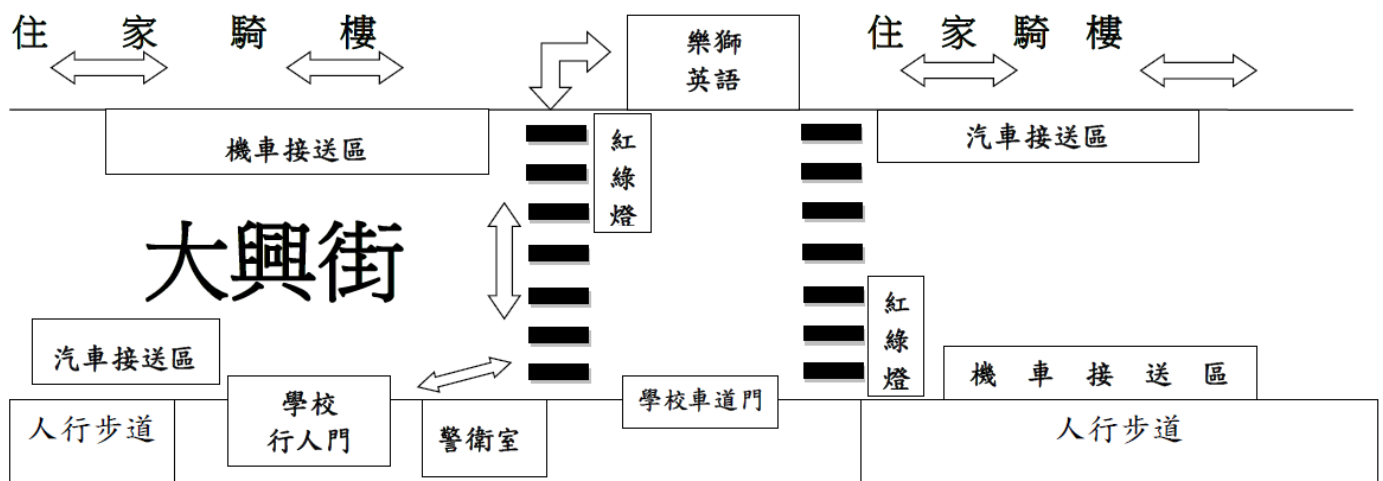 住家騎樓
樂獅
英語
住家騎樓
機車接送區
紅
綠
燈
汽車接送區
大興街
汽車接送區
紅
綠
燈
機車接送區
學校
行人門
學校車道門
人行步道
警衛室
人行步道